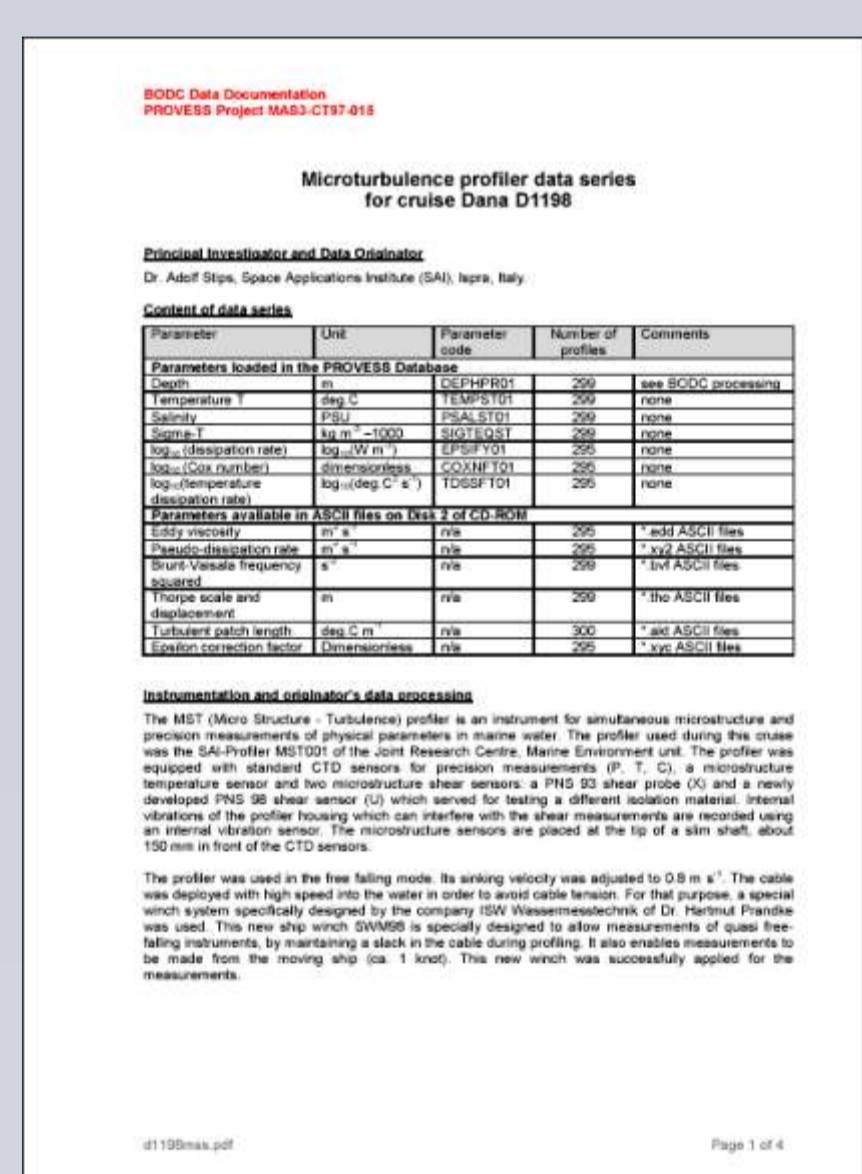 BODC Data Documentation
PROVESS Project MAS3-CT97-015
Microturbulence profiler data series
for cruise Dana D1198
Principal Investigator and Data Originator
Dr. Adolf Stips, Space Applications Institute (SAI), Ispra, Italy.
Content of data series
Parameter Unit Parameter code Number of profiles Comments
Parameters loaded in the PROVESS Database
Depth m DEPHPR01 299 see BODC processing
Temperature T deg.C TEMPST01 299 none
Salinity PSU PSALST01 299 none
Sigma-T kg m⁻³ –1000 SIGTEQST 299 none
log₁₀ (dissipation rate) log₁₀(W m⁻³) EPSIFY01 295 none
log₁₀ (Cox number) dimensionless COXNFT01 295 none
log₁₀(temperature dissipation rate) log₁₀(deg.C² s⁻¹) TDSSFT01 295 none
Parameters available in ASCII files on Disk 2 of CD-ROM
Eddy viscosity m² s⁻¹ n/a 295 *.edd ASCII files
Pseudo-dissipation rate n/a 295 *.xy2 ASCII files
Brunt-Vaisala frequency squared s⁻² n/a 299 *.bvf ASCII files
Thorpe scale and displacement m n/a 299 *.tho ASCII files
Turbulent patch length deg.C m⁻¹ n/a 300 ASCII files
Epsilon correction factor Dimensionless n/a 295 *.xyc ASCII files
Instrumentation and originator's data processing
The MST (Micro Structure - Turbulence) profiler is an instrument for simultaneous microstructure and
precision measurements of physical parameters in marine water. The profiler used during this cruise
was the SAI-Profiler MST001 of the Joint Research Centre, Marine Environment unit. The profiler was
equipped with standard CTD sensors for precision measurements (P, T, C), a microstructure
temperature sensor and two microstructure shear sensors: a PNS 93 shear probe (X) and a newly
developed PNS 98 shear sensor (U) which served for testing a different isolation material. Internal
vibrations of the profiler housing which can interfere with the shear measurements are recorded using
an internal vibration sensor. The microstructure sensors are placed at the tip of a slim shaft, about
150 mm in front of the CTD sensors.
The profiler was used in the free falling mode. Its sinking velocity was adjusted to 0.8 m s⁻¹. The cable
was deployed with high speed into the water in order to avoid cable tension. For that purpose, a special
winch system specifically designed by the company ISW Wassermesstechnik of Dr. Hartmut Prandke
was used. This new ship winch SWM98 is specially designed to allow measurements of quasi free-
falling instruments, by maintaining a slack in the cable during profiling. It also enables measurements to
be made from the moving ship (ca. 1 knot). This new winch was successfully applied for the
measurements.
d1198mss.pdf Page 1 of 4